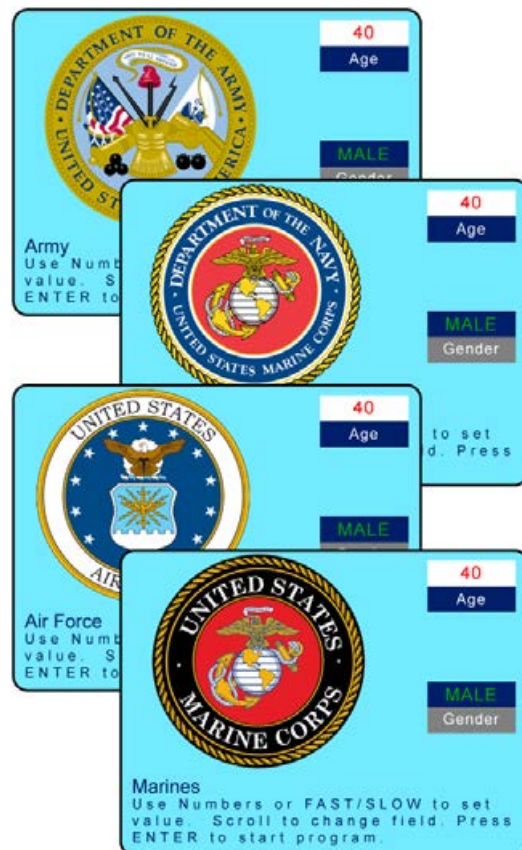 DEPARTMENT OF THE ARMY
UNITED STATES OF AMERICA
40
Age
MALE
Gender
Army
Use Numb
value. S
ENTER to
DEPARTMENT OF THE NAVY
UNITED STATES MARINE CORPS
40
Age
MALE
Gender
to set
d. Press
UNITED STATES
AIR
40
Age
MALE
Air Force
Use Numb
value. S
ENTER to
UNITED STATES
MARINE CORPS
40
Age
MALE
Gender
Marines
Use Numbers or FAST/SLOW to set
value. Scroll to change field. Press
ENTER to start program.